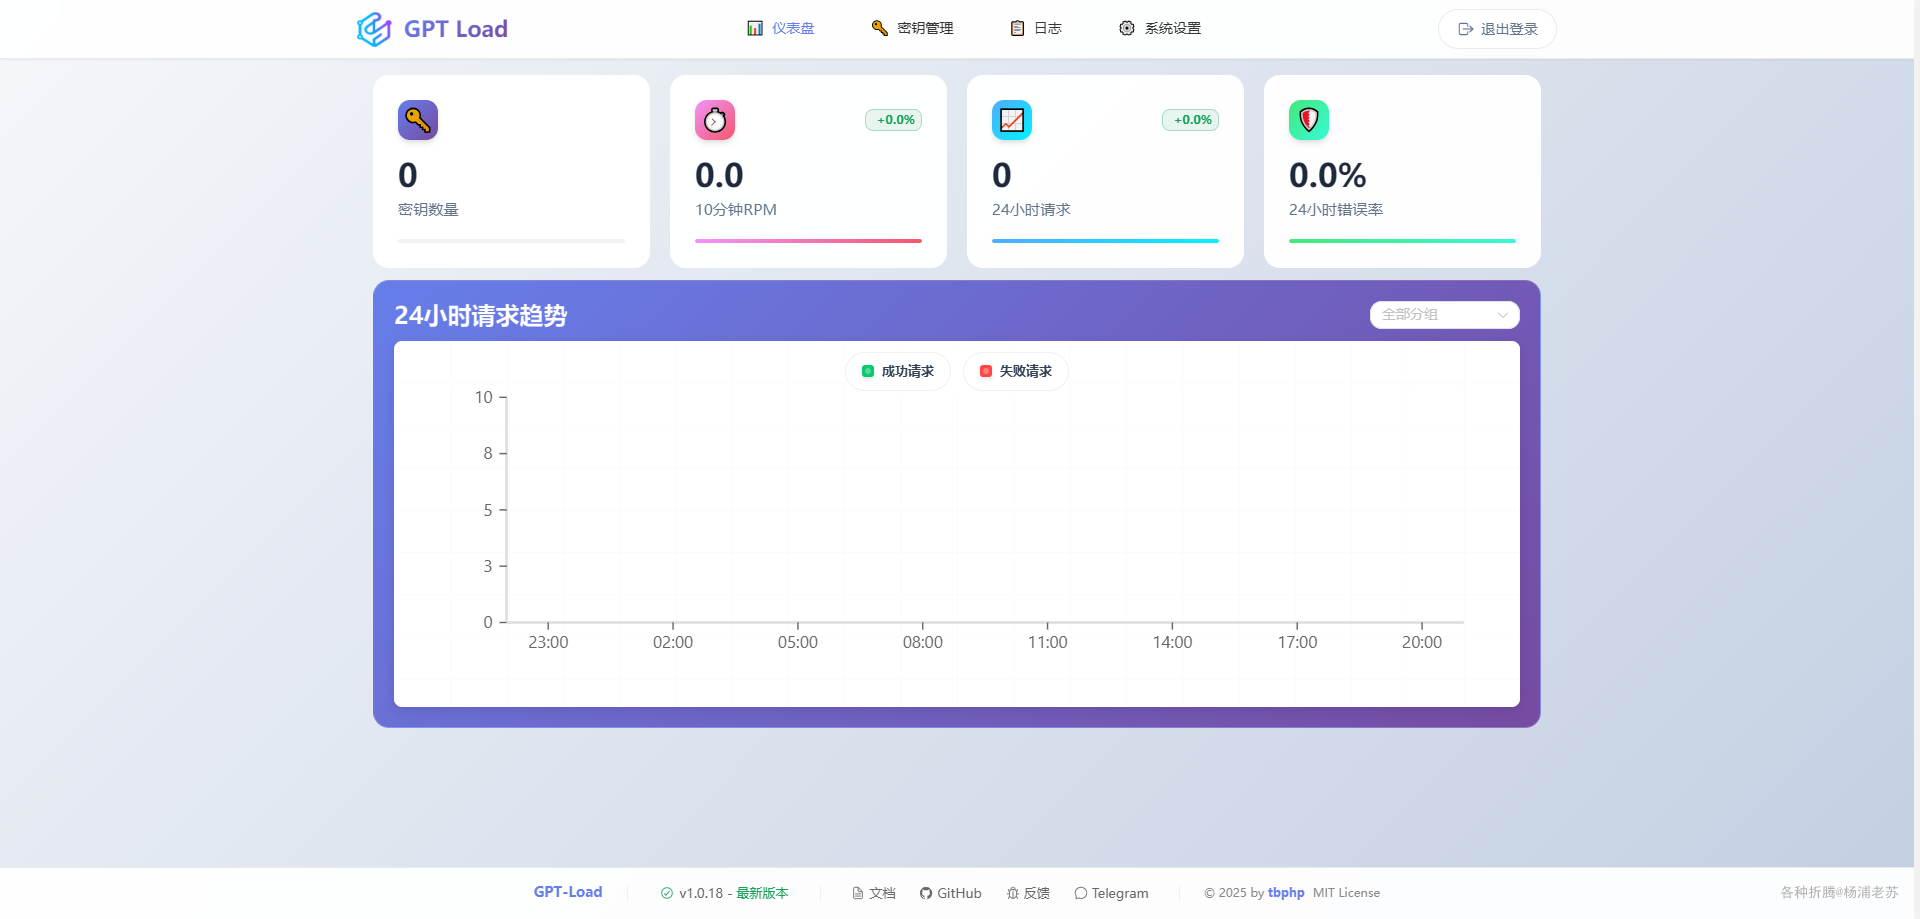 GPT Load
仪表盘
密钥管理
日志
系统设置
退出登录
+0.0%
+0.0%
0
0.0
0
0.0%
密钥数量
10分钟RPM
24小时请求
24小时错误率
24小时请求趋势
全部分组
成功请求
失败请求
10
8
5
3
0
23:00 02:00 05:00 08:00 11:00 14:00 17:00 20:00
GPT-Load
v1.0.18 - 最新版本
文档
GitHub
反馈
Telegram
© 2025 by tbphp MIT License
各种折腾@杨浦老苏